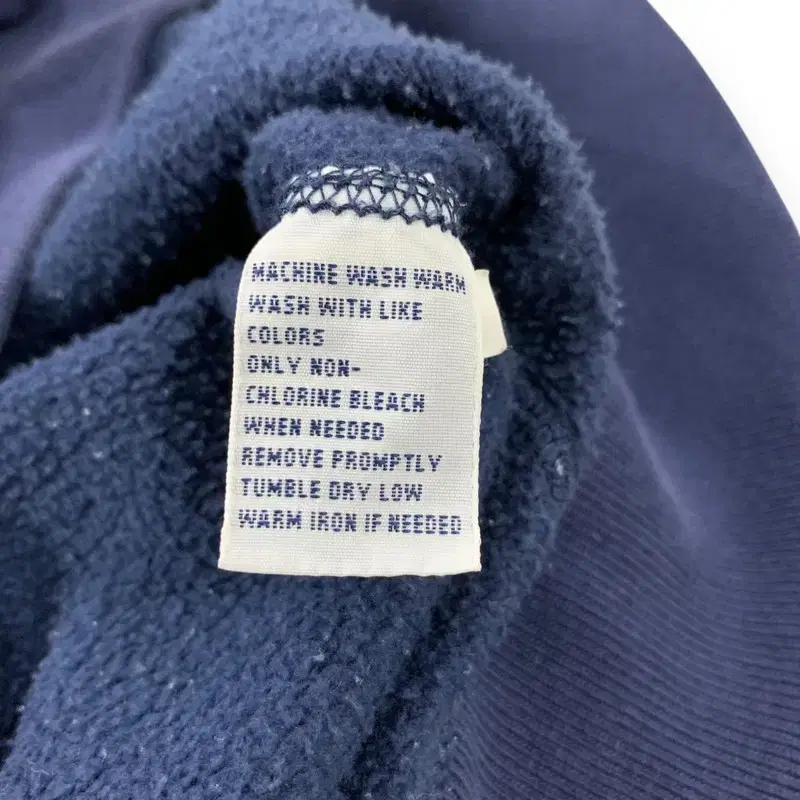 MACHINE WASH WARM
WASH WITH LIKE
COLORS
ONLY NON-
CHLORINE BLEACH
WHEN NEEDED
REMOVE PROMPTLY
TUMBLE DRY LOW
WARM IRON IF NEEDED